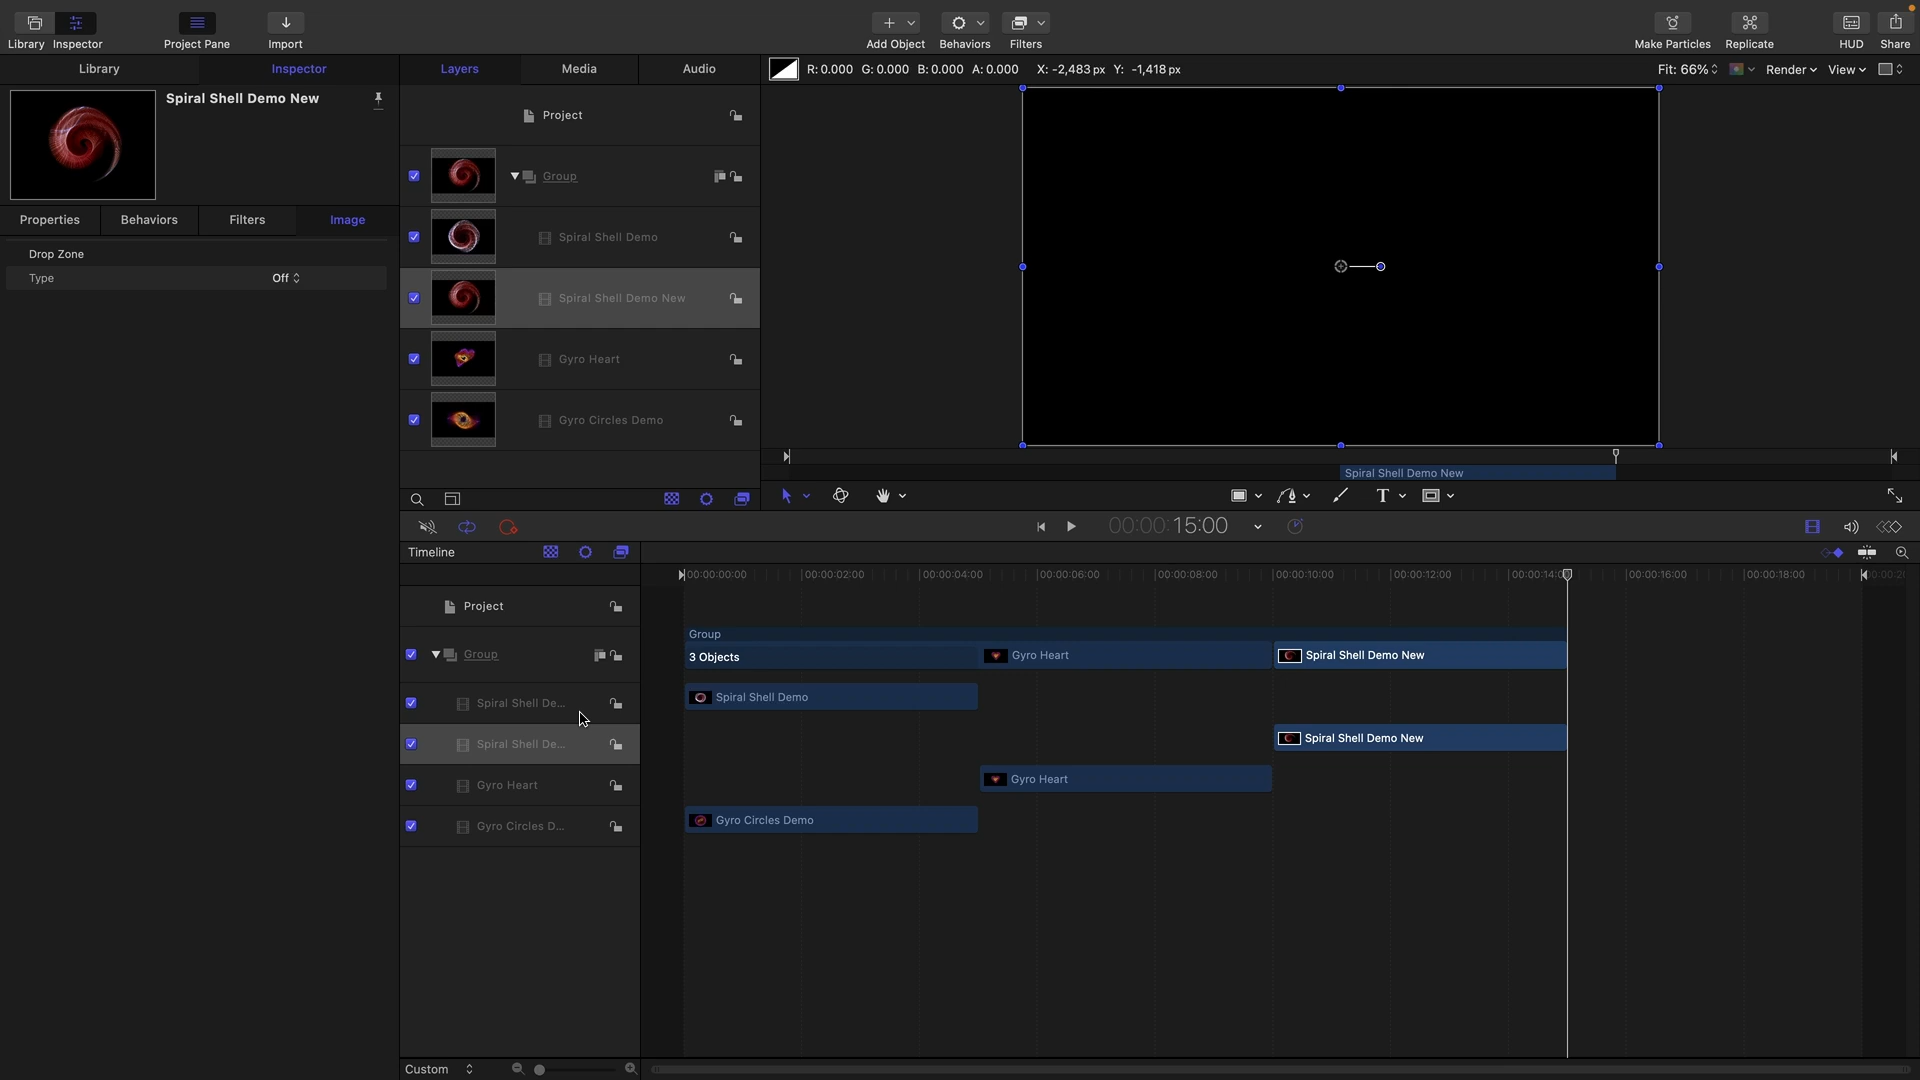 Library Inspector Project Pane Import Add Object Behaviors Filters Make Particles Replicate HUD Share
Library Inspector Layers Media Audio R: 0.000 G: 0.000 B: 0.000 A: 0.000 X: -2,483 px Y: -1,418 px Fit: 66% Render View
Spiral Shell Demo New
Properties Behaviors Filters Image
Drop Zone
Type Off
Project
Group
Spiral Shell Demo
Spiral Shell Demo New
Gyro Heart
Gyro Circles Demo
Spiral Shell Demo New
T
00:00:15:00
Timeline
00:00:00:00 00:00:02:00 00:00:04:00 00:00:06:00 00:00:08:00 00:00:10:00 00:00:12:00 00:00:14:0 00:00:16:00 00:00:18:00
Project
Group
Group
3 Objects Gyro Heart Spiral Shell Demo New
Spiral Shell De... Spiral Shell Demo
Spiral Shell De... Spiral Shell Demo New
Gyro Heart Gyro Heart
Gyro Circles D... Gyro Circles Demo
Custom